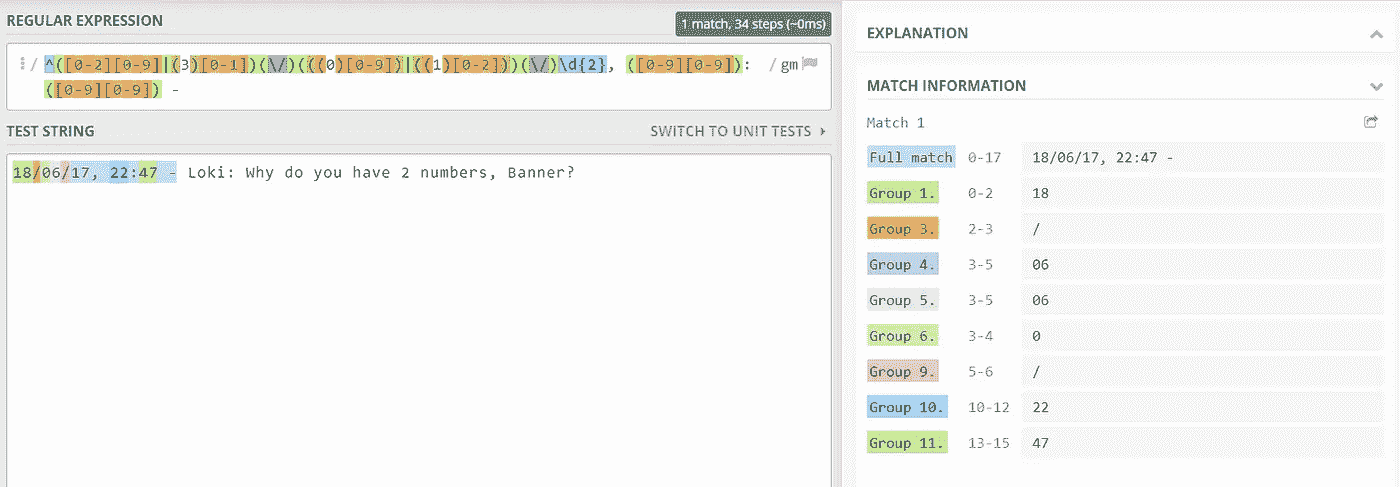 REGULAR EXPRESSION
1 match, 34 steps (~0ms)
/ ^([0-2][0-9]|(3)[0-1])(\/)(((0)[0-9])|((1)[0-2]))(\/)\d{2}, ([0-9][0-9]): / gm
([0-9][0-9]) -
TEST STRING
SWITCH TO UNIT TESTS
18/06/17, 22:47 - Loki: Why do you have 2 numbers, Banner?
EXPLANATION
MATCH INFORMATION
Match 1
Full match 0-17 18/06/17, 22:47 -
Group 1. 0-2 18
Group 3. 2-3 /
Group 4. 3-5 06
Group 5. 3-5 06
Group 6. 3-4 0
Group 9. 5-6 /
Group 10. 10-12 22
Group 11. 13-15 47